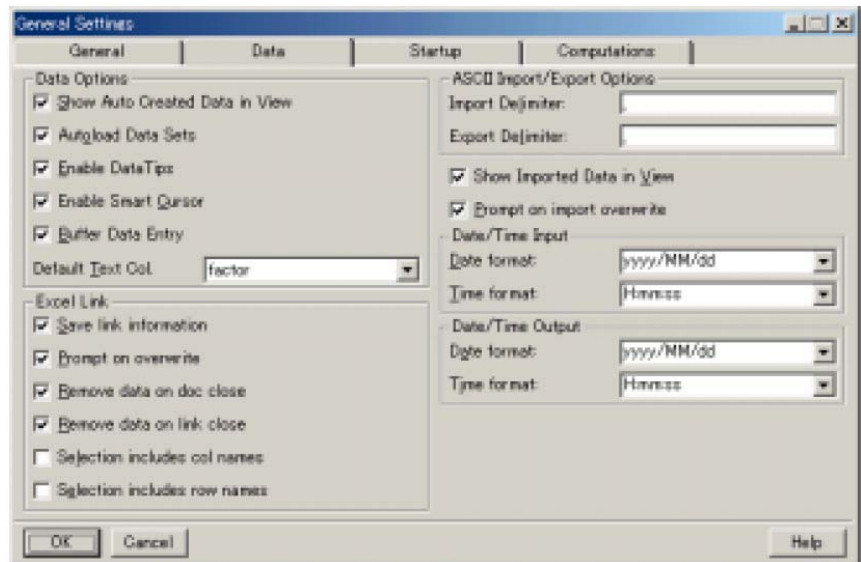 General Settings
General Data Startup Computations
Data Options
Show Auto Created Data in View
Autoload Data Sets
Enable DataTips
Enable Smart Cursor
Buffer Data Entry
Default Text Col. factor
Excel Link
Save link information
Prompt on overwrite
Remove data on doc close
Remove data on link close
Selection includes col names
Selection includes row names
ASCII Import/Export Options
Import Delimiter: ,
Export Delimiter: ,
Show Imported Data in View
Prompt on import overwrite
Date/Time Input
Date format: yyyy/MM/dd
Time format: H:mm:ss
Date/Time Output
Date format: yyyy/MM/dd
Time format: H:mm:ss
OK Cancel Help